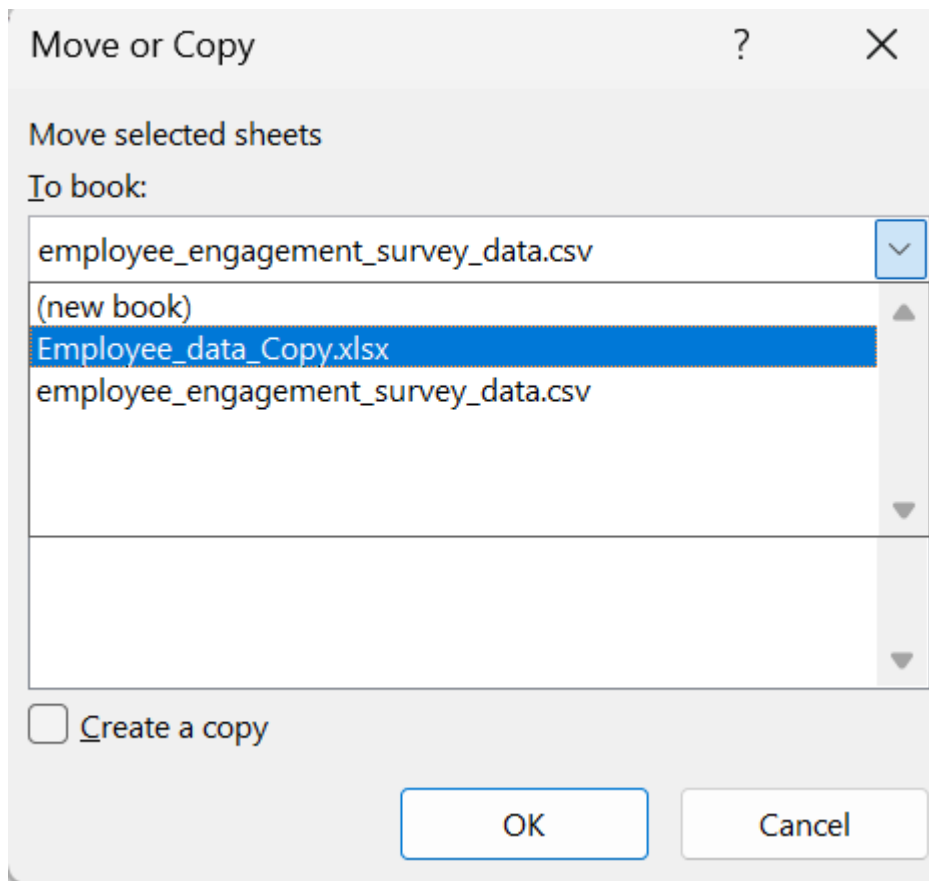 Move or Copy ?
Move selected sheets
To book:
employee_engagement_survey_data.csv
(new book)
Employee_data_Copy.xlsx
employee_engagement_survey_data.csv
Create a copy
OK Cancel